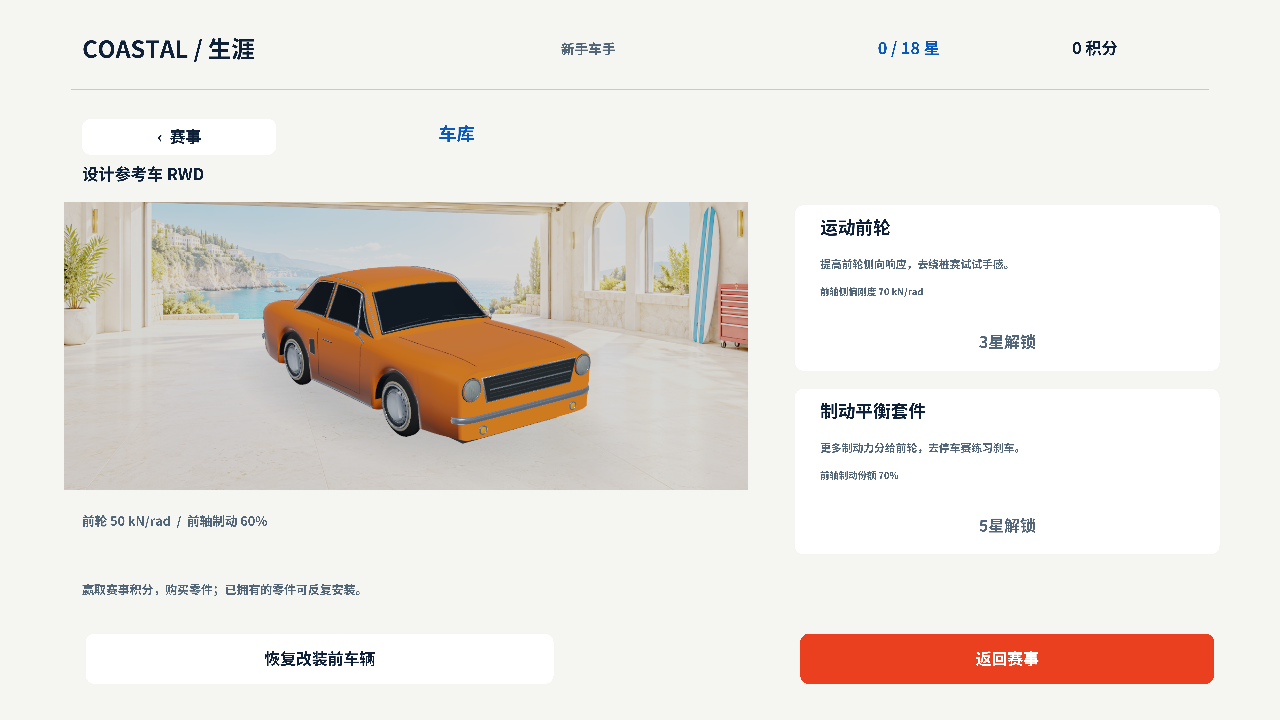 COASTAL / 生涯
新手车手
0 / 18 星
0 积分
‹ 赛事
车库
设计参考车 RWD
运动前轮
提高前轮侧向响应，去绕桩赛试试手感。
前轴侧偏刚度 70 kN/rad
3星解锁
制动平衡套件
更多制动力分给前轮，去停车赛练习刹车。
前轴制动份额 70%
5星解锁
前轮 50 kN/rad / 前轴制动 60%
赢取赛事积分，购买零件；已拥有的零件可反复安装。
恢复改装前车辆
返回赛事